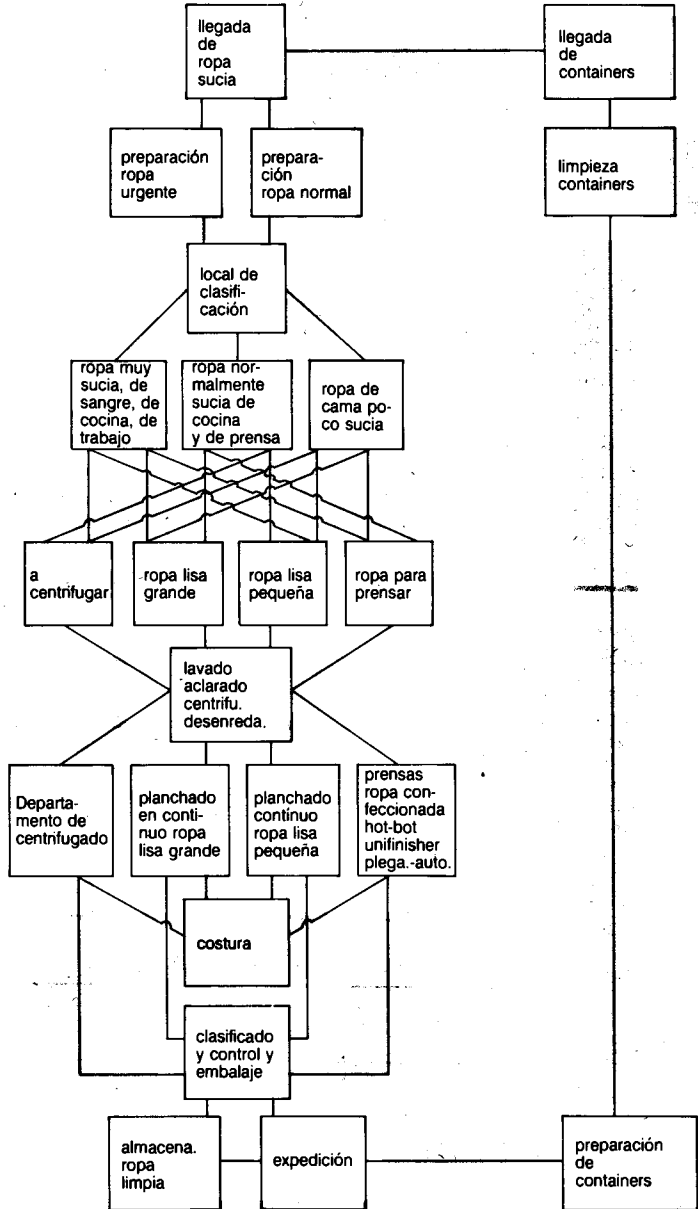 llegada
de
ropa
sucia
llegada
de
containers
preparación
ropa
urgente
prepara-
ción
ropa normal
limpieza
containers
local de
clasifi-
cación
ropa muy
sucia, de
sangre, de
cocina, de
trabajo
ropa nor-
malmente
sucia de
cocina
y de prensa
ropa de
cama po-
co sucia
a
centrifugar
ropa lisa
grande
ropa lisa
pequeña
ropa para
prensar
lavado
aclarado
centrifu.
desenreda.
Departa-
mento de
centrifugado
planchado
en conti-
nuo ropa
lisa grande
planchado
contínuo
ropa lisa
pequeña
prensas
ropa con-
feccionada
hot-bot
unifinisher
plega.-auto.
costura
clasificado
y control y
embalaje
almacena.
ropa
limpia
expedición
preparación
de
containers